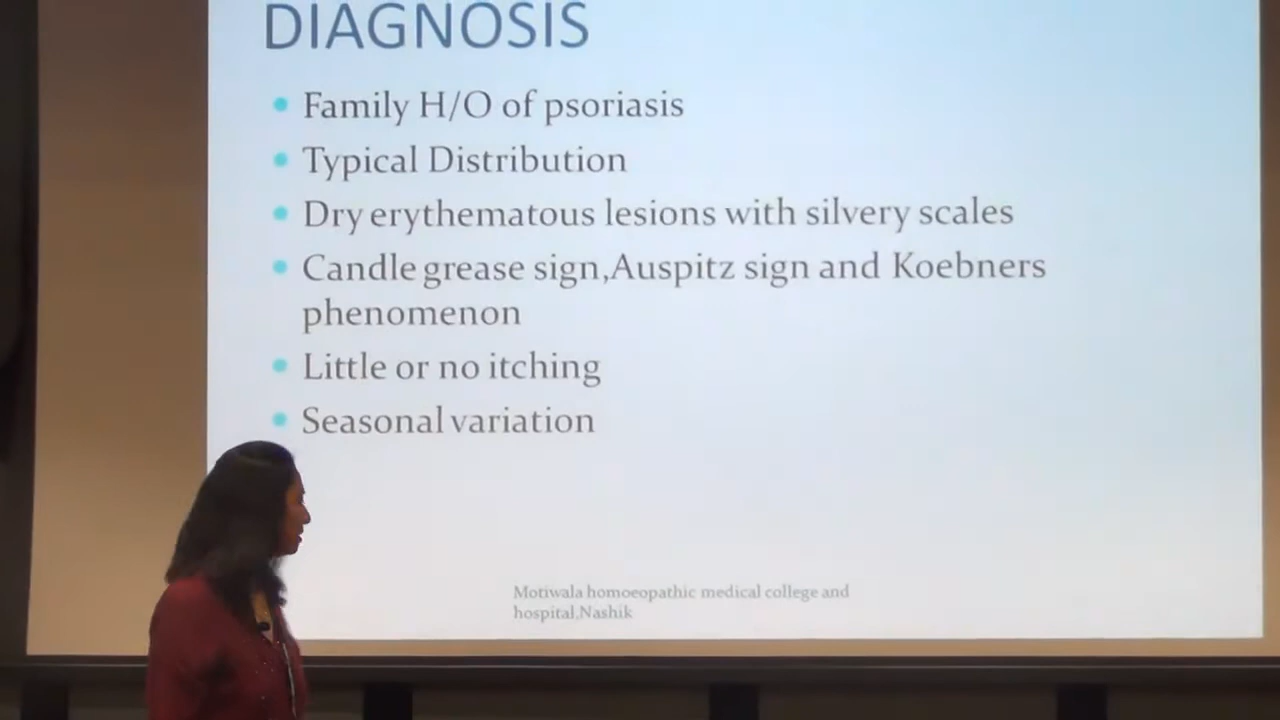 DIAGNOSIS
Family H/O of psoriasis
Typical Distribution
Dry erythematous lesions with silvery scales
Candle grease sign,Auspitz sign and Koebners
phenomenon
Little or no itching
Seasonal variation
Motiwala homoeopathic medical college and
hospital,Nashik